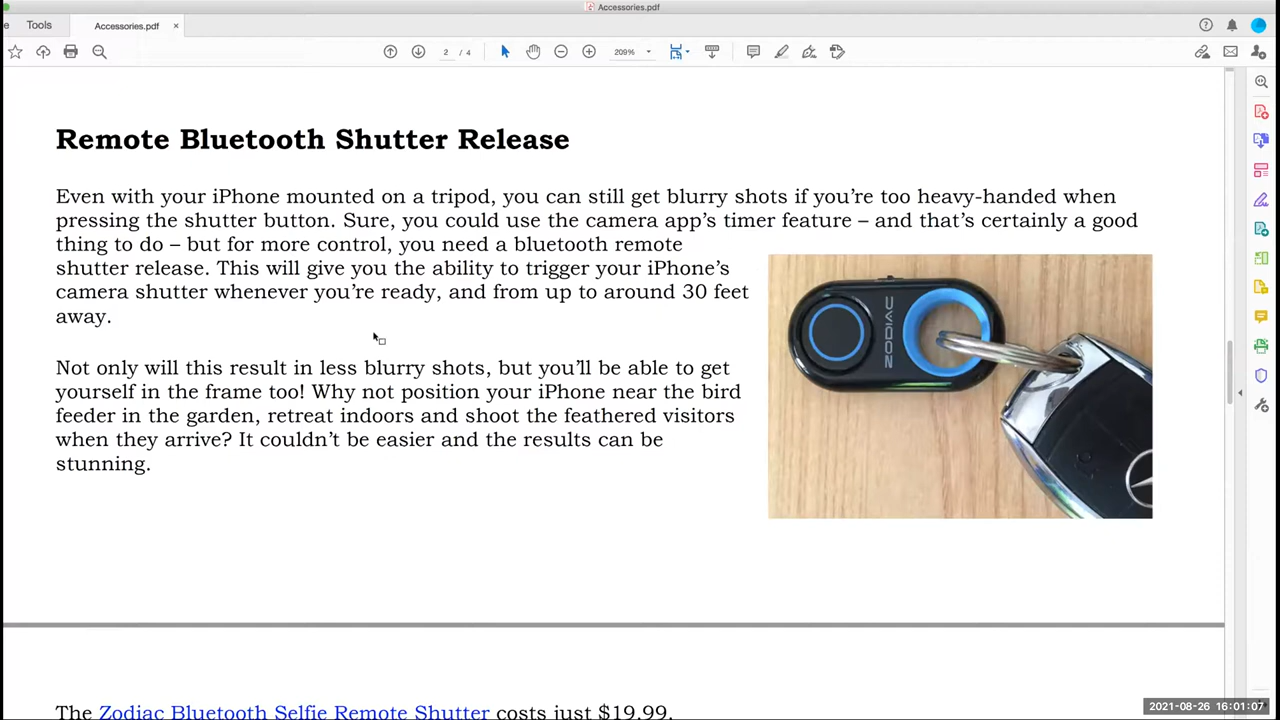 Accessories.pdf
e Tools Accessories.pdf ×
2 / 4 209%
Remote Bluetooth Shutter Release
Even with your iPhone mounted on a tripod, you can still get blurry shots if you’re too heavy-handed when
pressing the shutter button. Sure, you could use the camera app’s timer feature – and that’s certainly a good
thing to do – but for more control, you need a bluetooth remote
shutter release. This will give you the ability to trigger your iPhone’s
camera shutter whenever you’re ready, and from up to around 30 feet
away.
Not only will this result in less blurry shots, but you’ll be able to get
yourself in the frame too! Why not position your iPhone near the bird
feeder in the garden, retreat indoors and shoot the feathered visitors
when they arrive? It couldn’t be easier and the results can be
stunning.
ZODIAC
The Zodiac Bluetooth Selfie Remote Shutter costs just $19.99.
2021-08-26 16:01:07